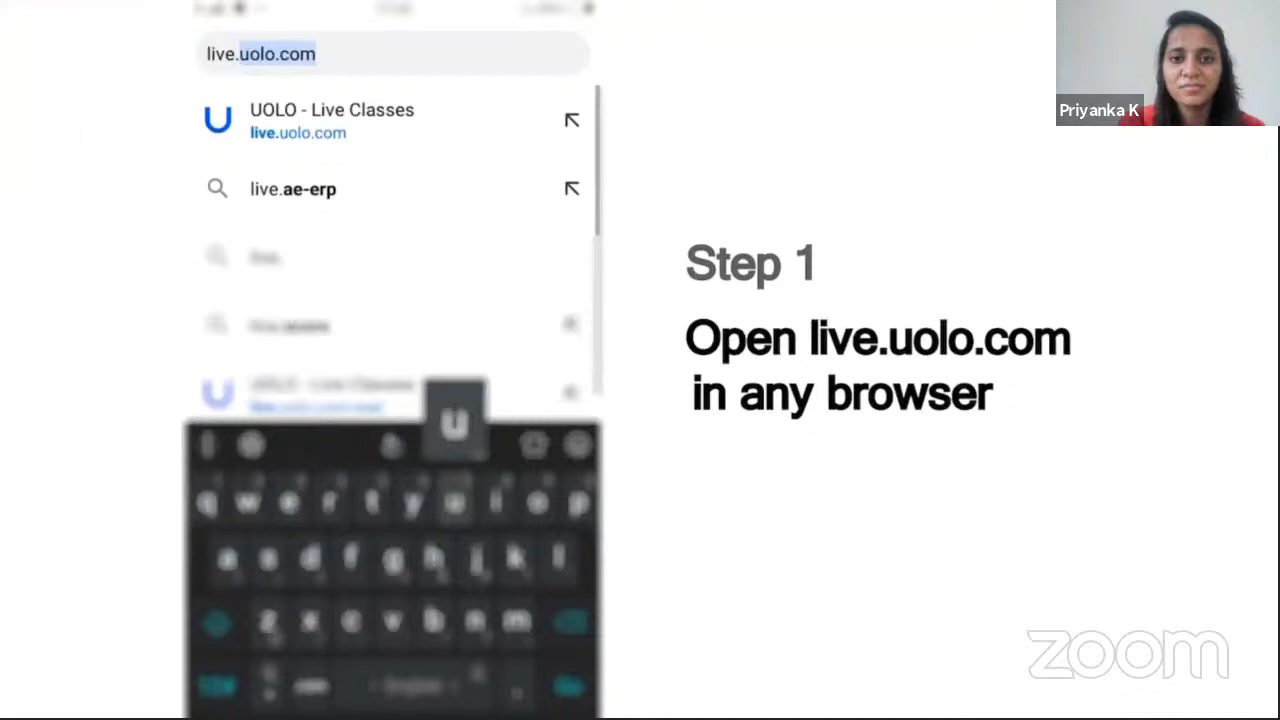 live.uolo.com
UOLO - Live Classes
live.uolo.com
live.ae-erp
Step 1
Open live.uolo.com
in any browser
Priyanka K
u
q w e r t y u i o p
a s d f g h j k l
z x c v b n m
zoom